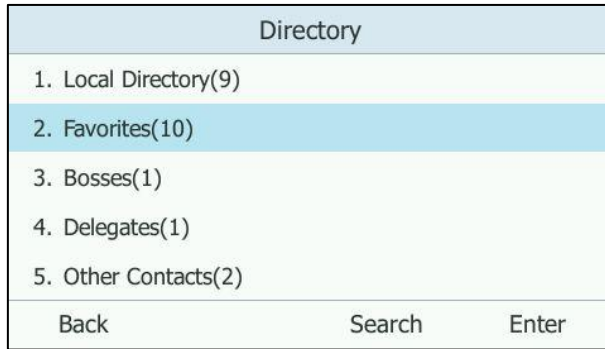 Directory
1. Local Directory(9)
2. Favorites(10)
3. Bosses(1)
4. Delegates(1)
5. Other Contacts(2)
Back Search Enter